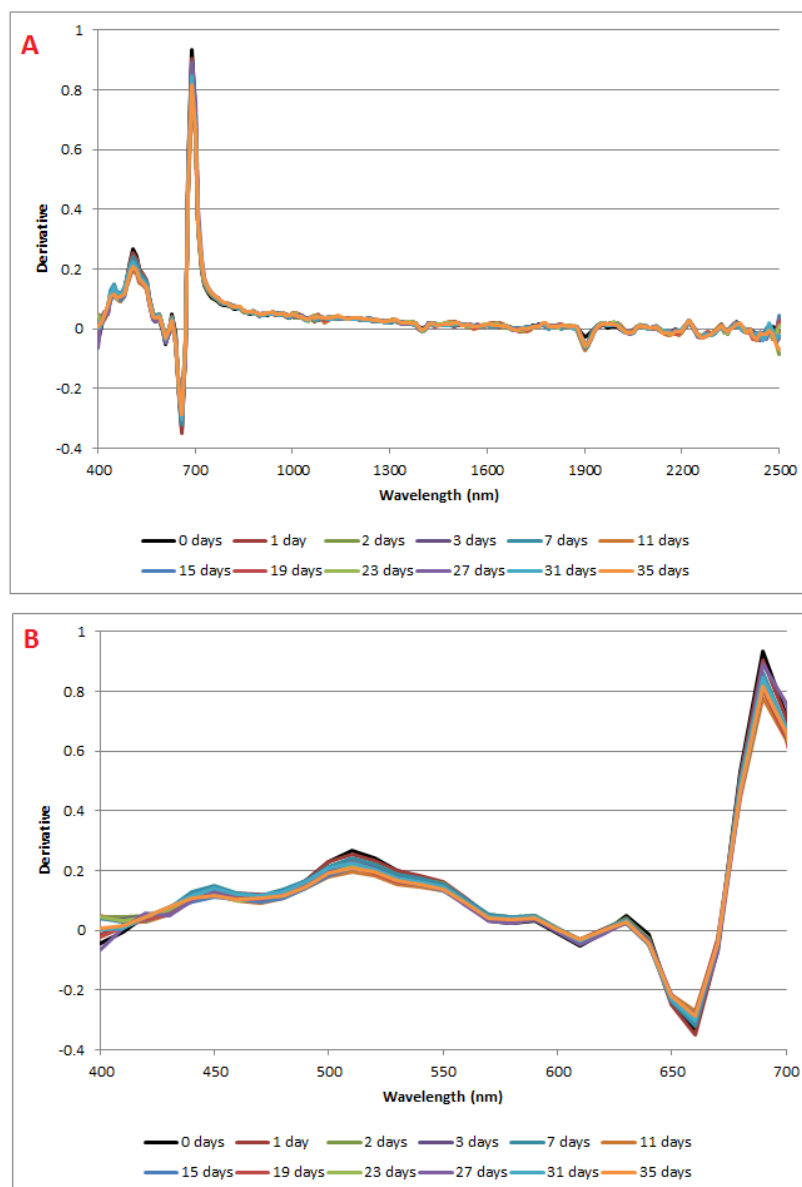 A
1
0.8
0.6
0.4
0.2
0
-0.2
-0.4
Derivative
400 700 1000 1300 1600 1900 2200 2500
Wavelength (nm)
0 days 1 day 2 days 3 days 7 days 11 days
15 days 19 days 23 days 27 days 31 days 35 days
B
1
0.8
0.6
0.4
0.2
0
-0.2
-0.4
Derivative
400 450 500 550 600 650 700
Wavelength (nm)
0 days 1 day 2 days 3 days 7 days 11 days
15 days 19 days 23 days 27 days 31 days 35 days